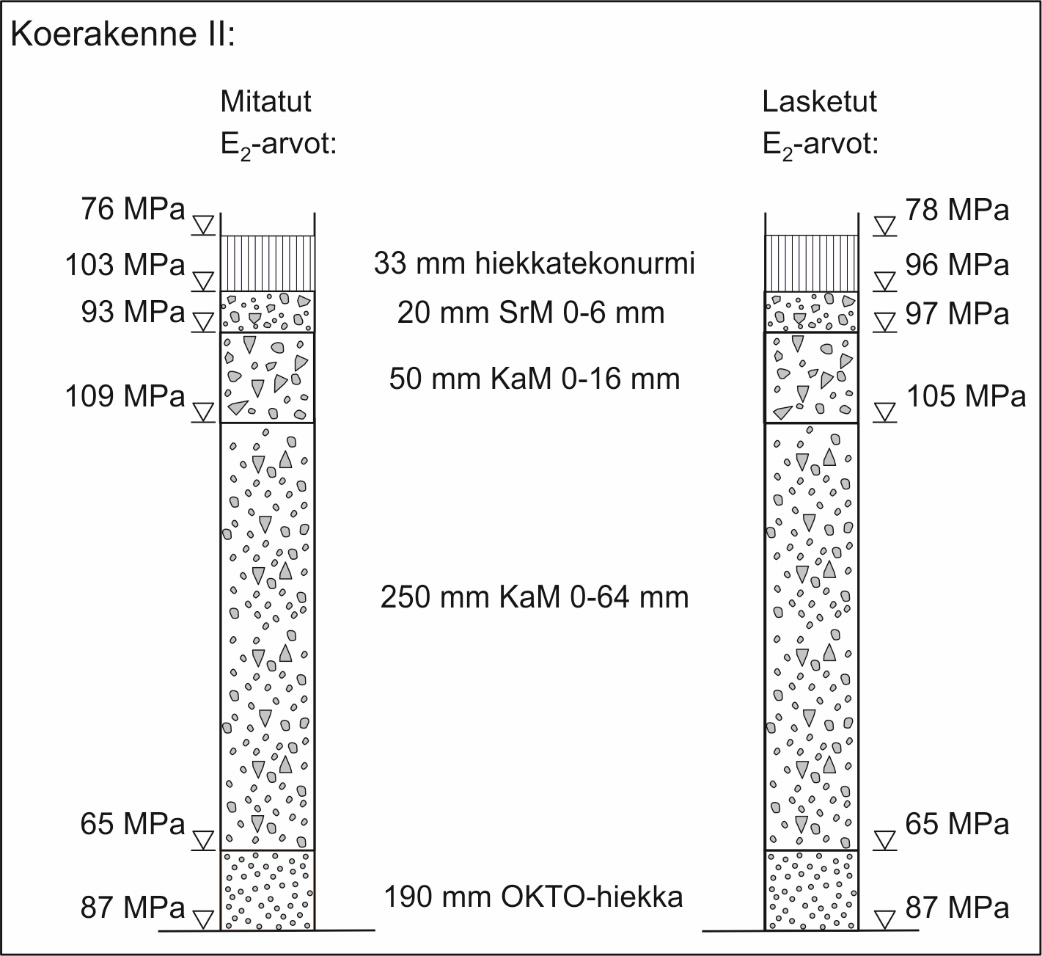 Koerakenne II:
Mitatut
E₂-arvot:
Lasketut
E₂-arvot:
76 MPa
78 MPa
103 MPa
33 mm hiekkatekonurmi
96 MPa
93 MPa
20 mm SrM 0-6 mm
97 MPa
50 mm KaM 0-16 mm
109 MPa
105 MPa
250 mm KaM 0-64 mm
65 MPa
65 MPa
190 mm OKTO-hiekka
87 MPa
87 MPa